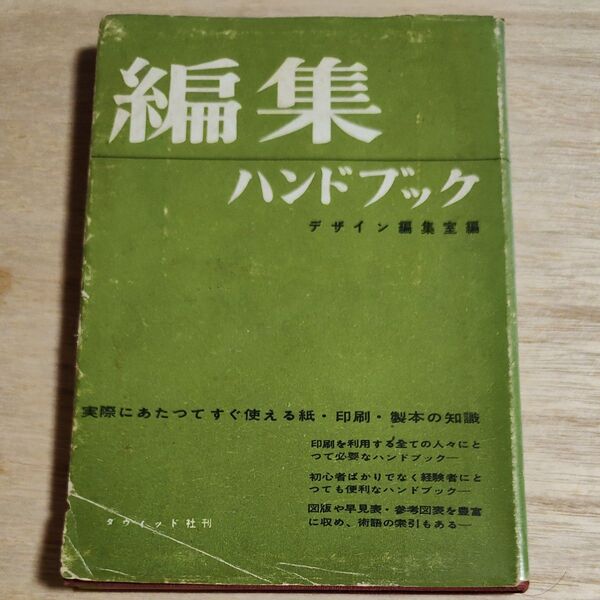 編集
ハンドブック
デザイン編集室編
実際にあたつてすぐ使える紙・印刷・製本の知識
印刷を利用する全ての人々にと
つて必要なハンドブック―
初心者ばかりでなく経験者にと
つても便利なハンドブック―
図版や早見表・参考図表を豊富
に収め、術語の索引もある―
ダヴィッド社刊